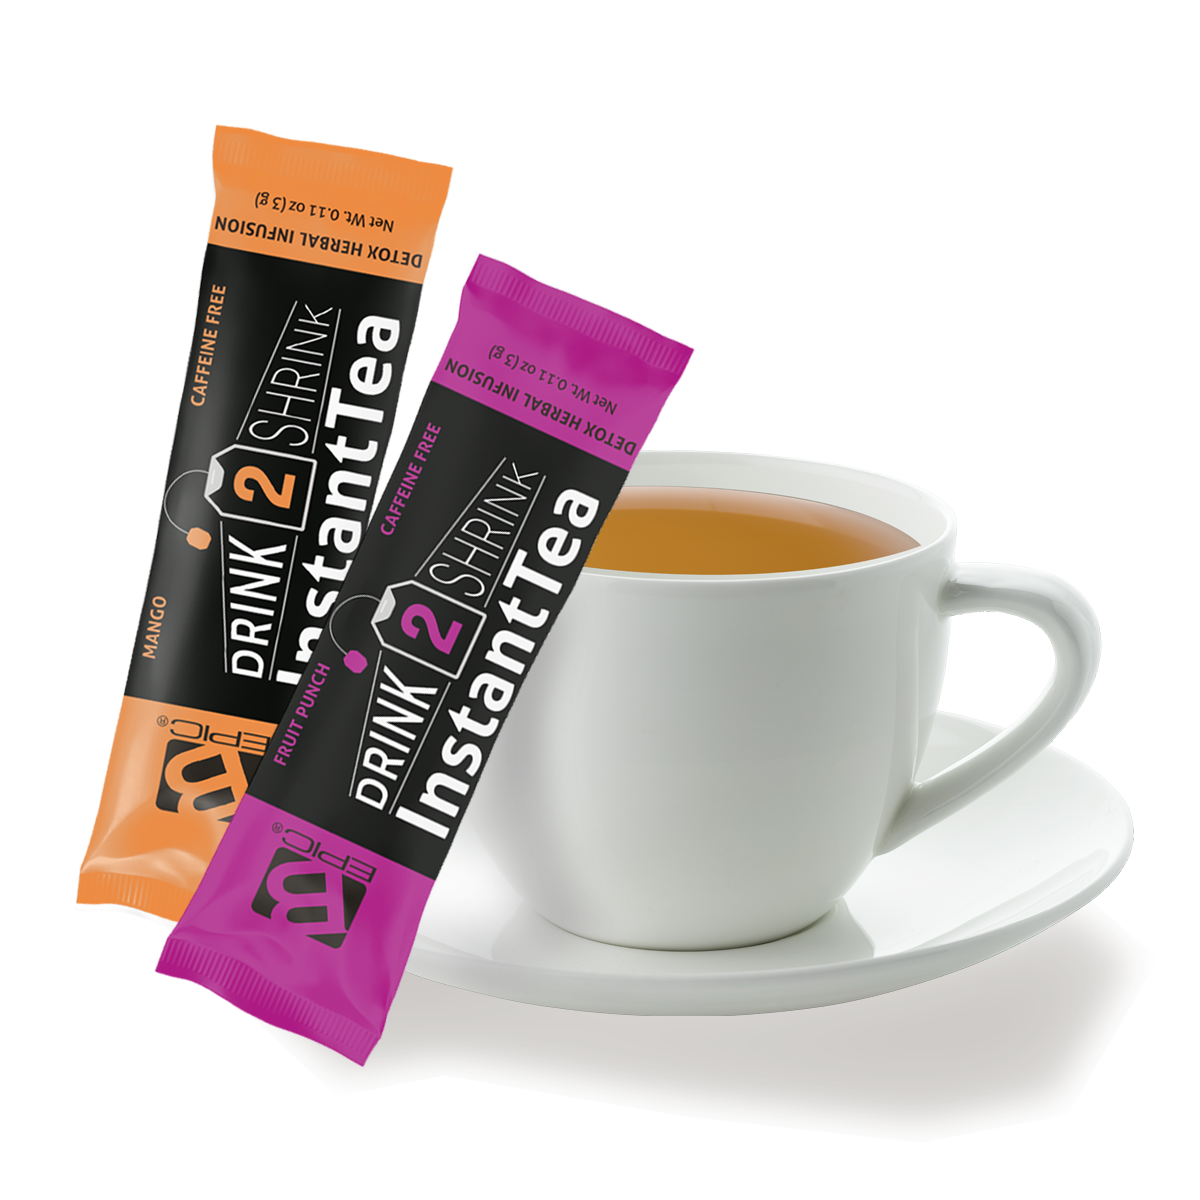 Net Wt. 0.11 oz (3 g)
DETOX HERBAL INFUSION
CAFFEINE FREE
MANGO
DRINK 2 SHRINK
InstantTea
EPIC®
Net Wt. 0.11 oz (3 g)
DETOX HERBAL INFUSION
CAFFEINE FREE
FRUIT PUNCH
DRINK 2 SHRINK
InstantTea
EPIC®